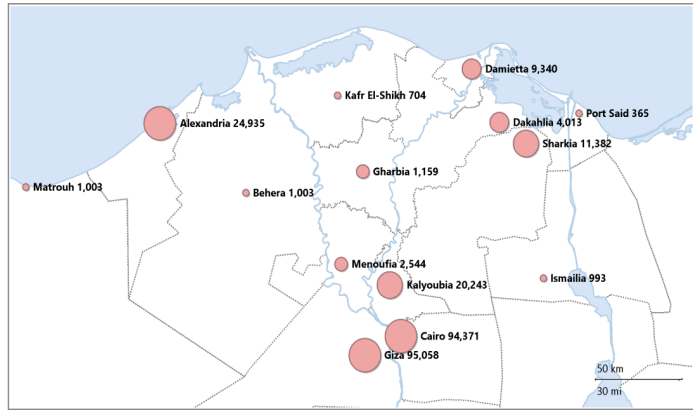 Damietta 9,340
Kafr El-Shikh 704
Port Said 365
Alexandria 24,935
Dakahlia 4,013
Sharkia 11,382
Gharbia 1,159
Matrouh 1,003
Behera 1,003
Menoufia 2,544
Kalyoubia 20,243
Ismailia 993
Cairo 94,371
Giza 95,058
50 km
30 mi